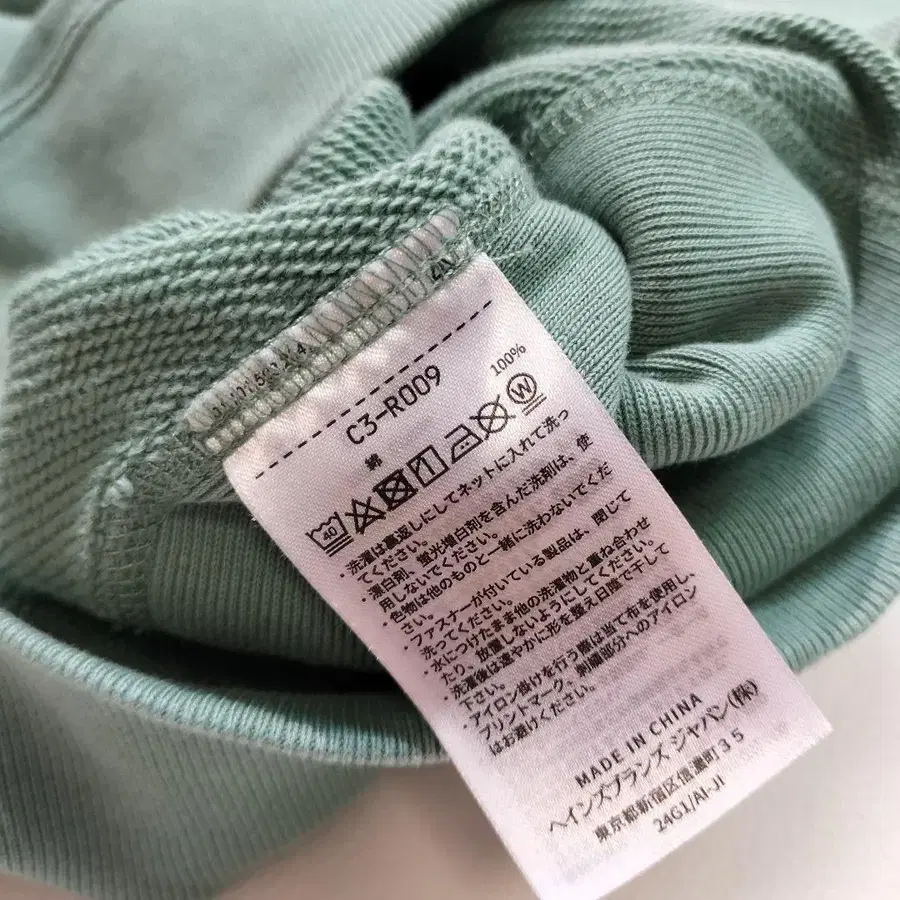 C3-R009
綿 100%
40
W
・洗濯は裏返しにしてネットに入れて洗っ
てください。
・漂白剤、蛍光増白剤を含んだ洗剤は、使
用しないでください。
・色物は他のものと一緒に洗わないでくだ
さい。
・ファスナーが付いている製品は、閉じて
洗ってください。
・水につけたまま他の洗濯物と重ね合わせ
たり、放置しないようにしてください。
・洗濯後は速やかに形を整え日陰で干して
下さい。
・アイロン掛けを行う際は当て布を使用し、
プリントマーク、刺繍部分へのアイロン
はお避けください。
MADE IN CHINA
ヘインズブランズ ジャパン(株)
東京都新宿区信濃町３５
24G1/AI-JI